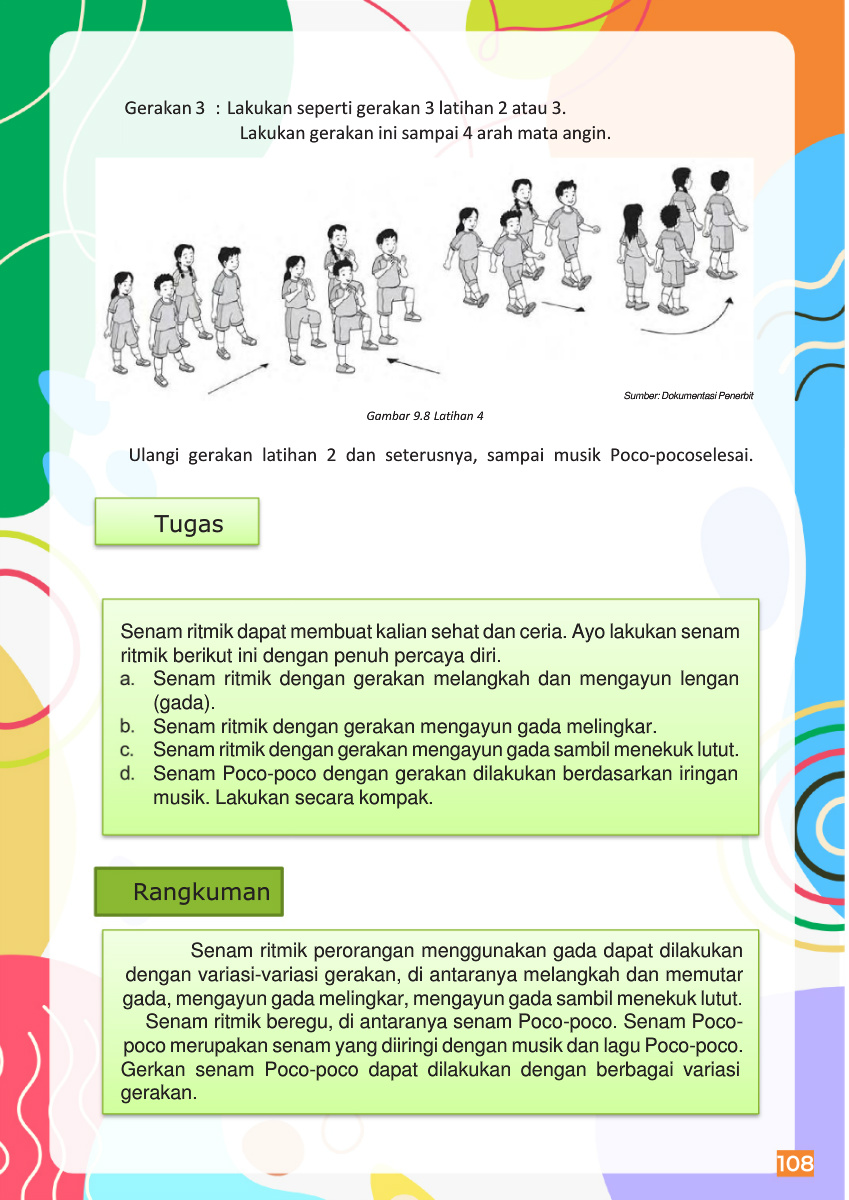 Gerakan 3 : Lakukan seperti gerakan 3 latihan 2 atau 3.
Lakukan gerakan ini sampai 4 arah mata angin.
Sumber: Dokumentasi Penerbit
Gambar 9.8 Latihan 4
Ulangi gerakan latihan 2 dan seterusnya, sampai musik Poco-pocoselesai.
Tugas
Senam ritmik dapat membuat kalian sehat dan ceria. Ayo lakukan senam
ritmik berikut ini dengan penuh percaya diri.
a. Senam ritmik dengan gerakan melangkah dan mengayun lengan
(gada).
b. Senam ritmik dengan gerakan mengayun gada melingkar.
c. Senam ritmik dengan gerakan mengayun gada sambil menekuk lutut.
d. Senam Poco-poco dengan gerakan dilakukan berdasarkan iringan
musik. Lakukan secara kompak.
Rangkuman
Senam ritmik perorangan menggunakan gada dapat dilakukan
dengan variasi-variasi gerakan, di antaranya melangkah dan memutar
gada, mengayun gada melingkar, mengayun gada sambil menekuk lutut.
Senam ritmik beregu, di antaranya senam Poco-poco. Senam Poco-
poco merupakan senam yang diiringi dengan musik dan lagu Poco-poco.
Gerkan senam Poco-poco dapat dilakukan dengan berbagai variasi
gerakan.
108